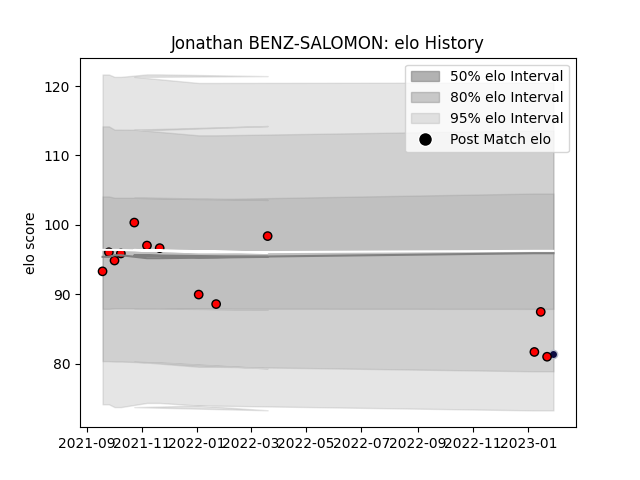 Jonathan BENZ-SALOMON: elo History
50% elo Interval
80% elo Interval
95% elo Interval
Post Match elo
elo score
120
110
100
90
80
2021-09 2021-11 2022-01 2022-03 2022-05 2022-07 2022-09 2022-11 2023-01